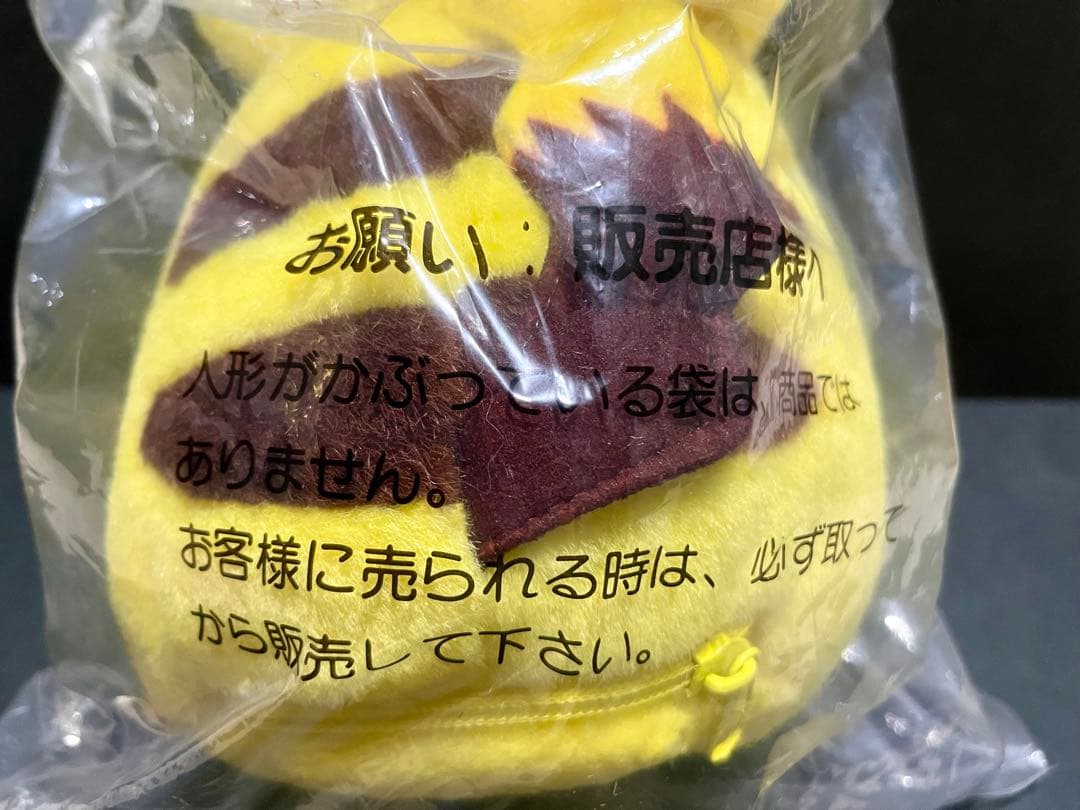 お願い：販売店様へ
人形がかぶっている袋は、商品では
ありません。
お客様に売られる時は、必ず取って
から販売して下さい。